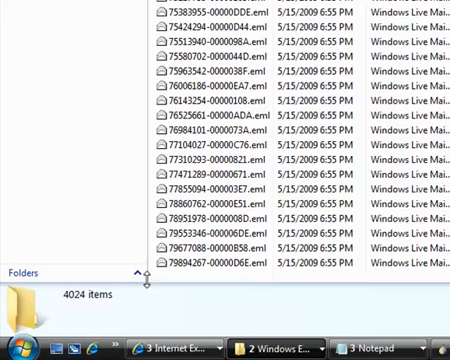 75383955-00000DDE.eml 5/15/2009 6:55 PM Windows Live Mai...
75424294-00000D44.eml 5/15/2009 6:55 PM Windows Live Mai...
75513940-0000098A.eml 5/15/2009 6:55 PM Windows Live Mai...
75580702-0000044D.eml 5/15/2009 6:55 PM Windows Live Mai...
75963542-0000038F.eml 5/15/2009 6:55 PM Windows Live Mai...
76006186-00000EA7.eml 5/15/2009 6:55 PM Windows Live Mai...
76143254-00000108.eml 5/15/2009 6:55 PM Windows Live Mai...
76525661-00000ADA.eml 5/15/2009 6:55 PM Windows Live Mai...
76984101-0000073A.eml 5/15/2009 6:55 PM Windows Live Mai...
77104027-00000C76.eml 5/15/2009 6:55 PM Windows Live Mai...
77310293-00000821.eml 5/15/2009 6:55 PM Windows Live Mai...
77471289-00000671.eml 5/15/2009 6:55 PM Windows Live Mai...
77855094-000003E7.eml 5/15/2009 6:55 PM Windows Live Mai...
78860762-00000E51.eml 5/15/2009 6:55 PM Windows Live Mai...
78951978-0000008D.eml 5/15/2009 6:55 PM Windows Live Mai...
79553346-000006DE.eml 5/15/2009 6:55 PM Windows Live Mai...
79677088-00000B58.eml 5/15/2009 6:55 PM Windows Live Mai...
79894267-00000D6E.eml 5/15/2009 6:55 PM Windows Live Mai...
Folders
4024 items
3 Internet Ex... 2 Windows E... 3 Notepad